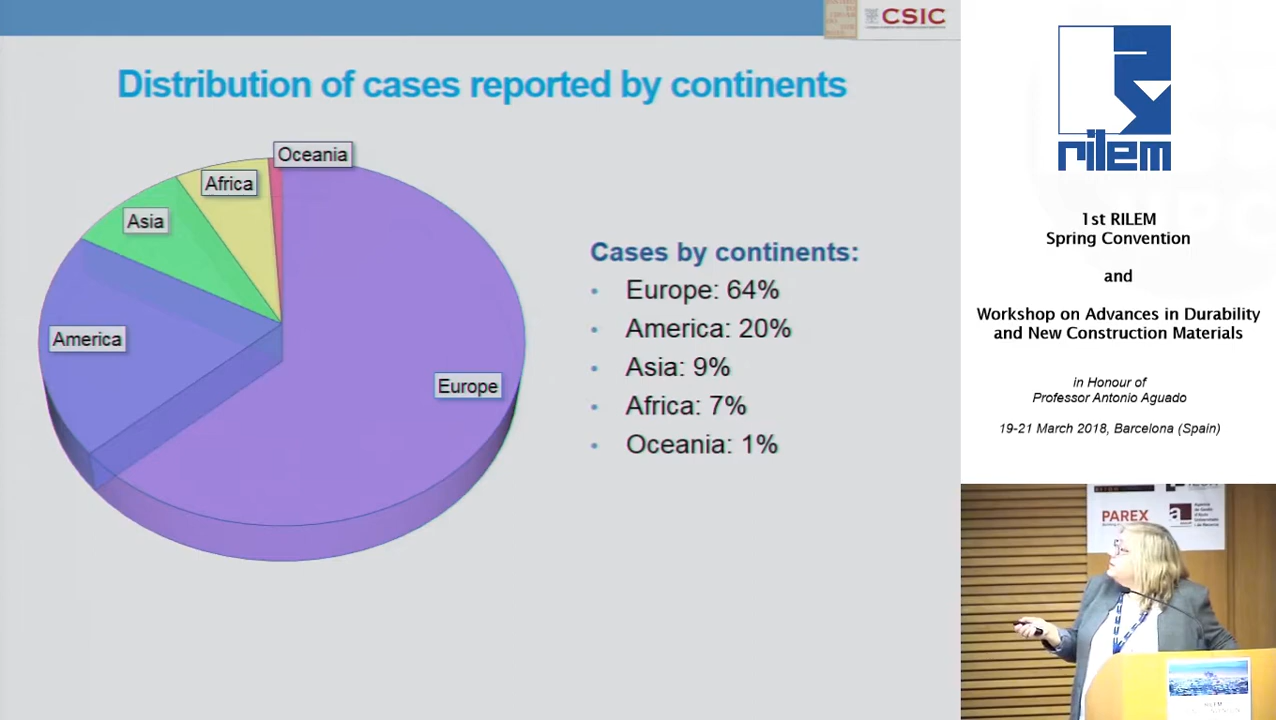 CSIC
Distribution of cases reported by continents
Oceania
Africa
Asia
America
Europe
Cases by continents:
• Europe: 64%
• America: 20%
• Asia: 9%
• Africa: 7%
• Oceania: 1%
rilem
1st RILEM
Spring Convention
and
Workshop on Advances in Durability
and New Construction Materials
in Honour of
Professor Antonio Aguado
19-21 March 2018, Barcelona (Spain)
PAREX
RILEM